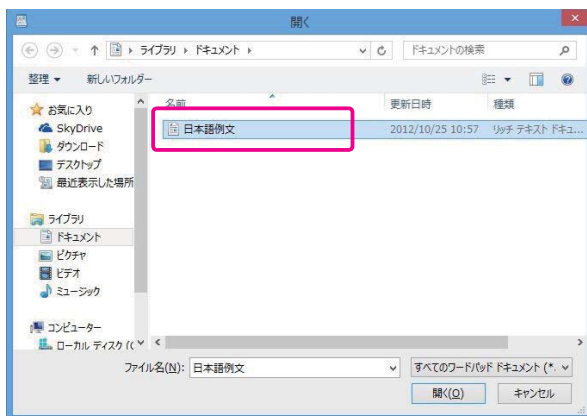 開く
ライブラリ ▸ ドキュメント ▸
ドキュメントの検索
整理 新しいフォルダー
お気に入り
SkyDrive
ダウンロード
デスクトップ
最近表示した場所
ライブラリ
ドキュメント
ピクチャ
ビデオ
ミュージック
コンピューター
ローカル ディスク (C
名前 更新日時 種類
日本語例文 2012/10/25 10:57 リッチ テキスト ドキュ...
ファイル名(N): 日本語例文
すべてのワードパッド ドキュメント (*.
開く(O) キャンセル